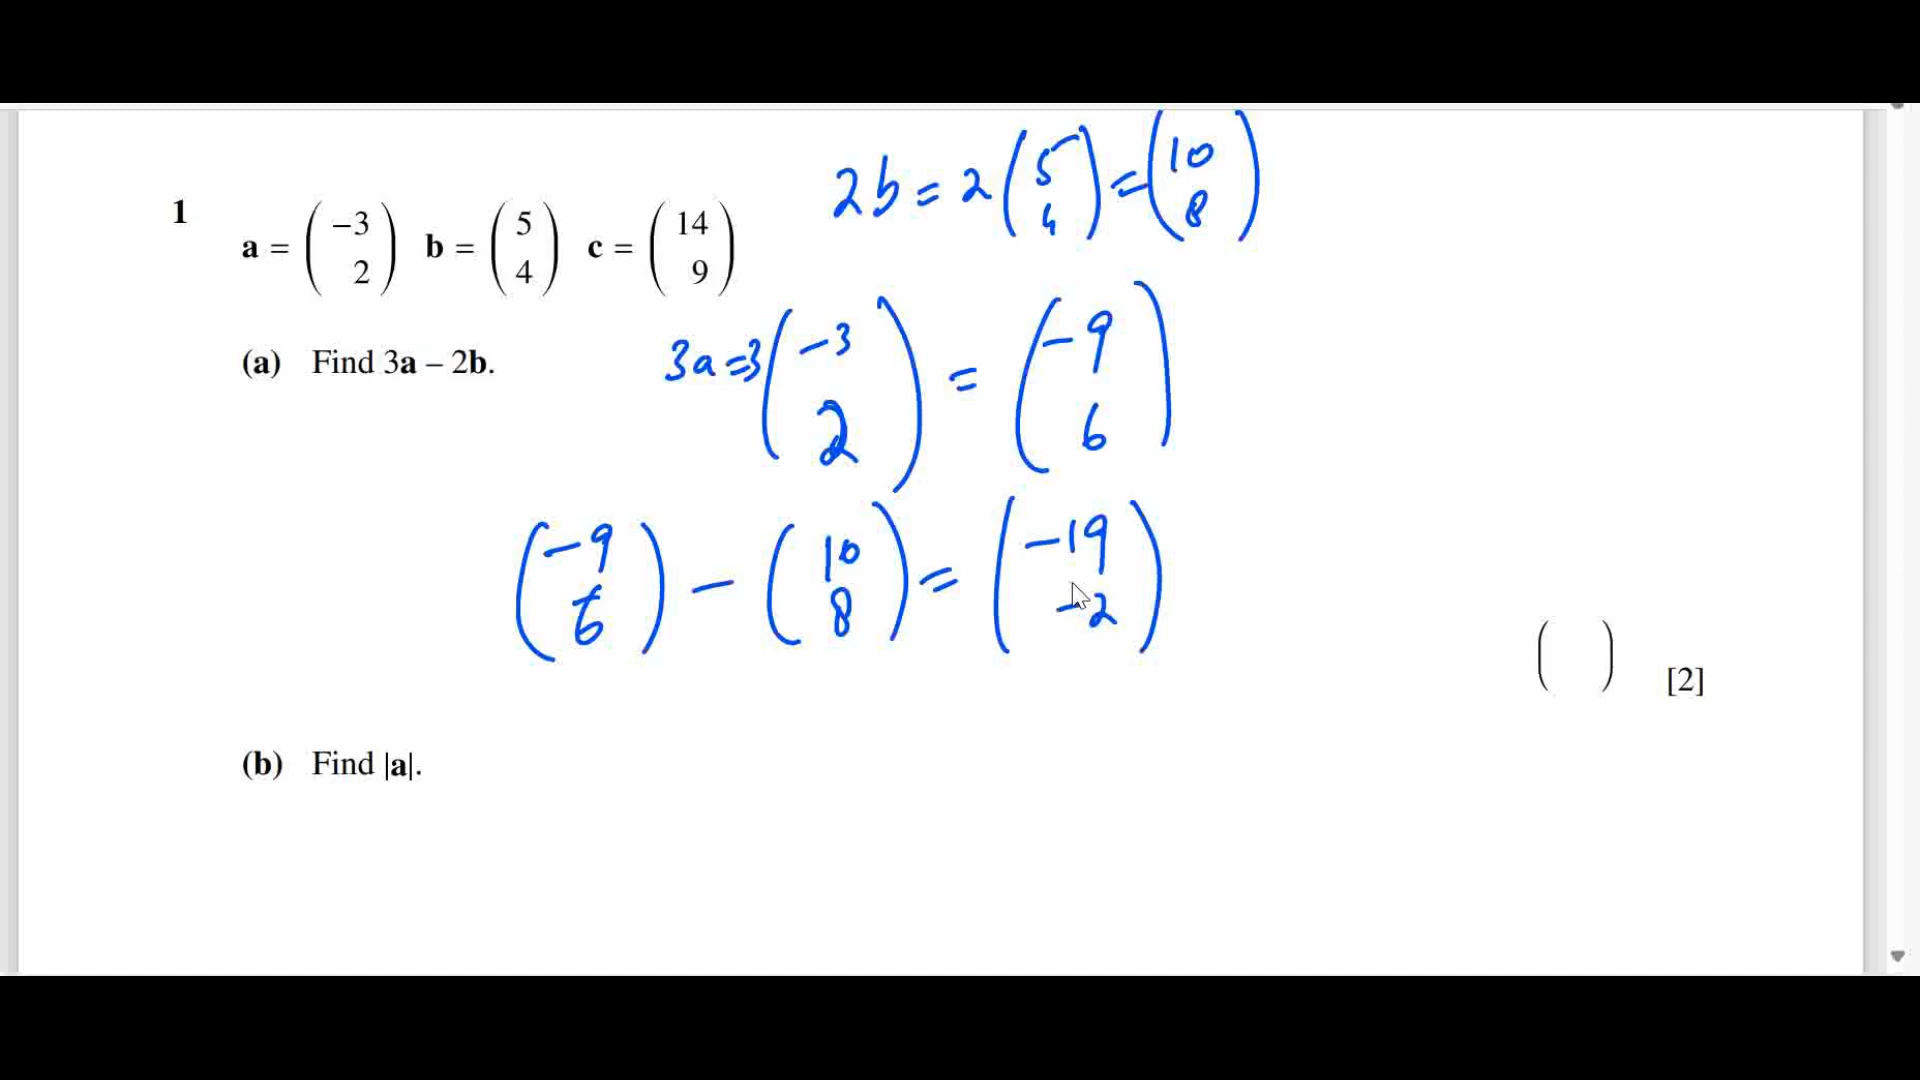 2b = 2(5 4) = (10 8)
1
a = (−3 2) b = (5 4) c = (14 9)
(a) Find 3a – 2b.
3a = 3(−3 2) = (−9 6)
(−9 6) − (10 8) = (−19 −2)
( ) [2]
(b) Find |a|.